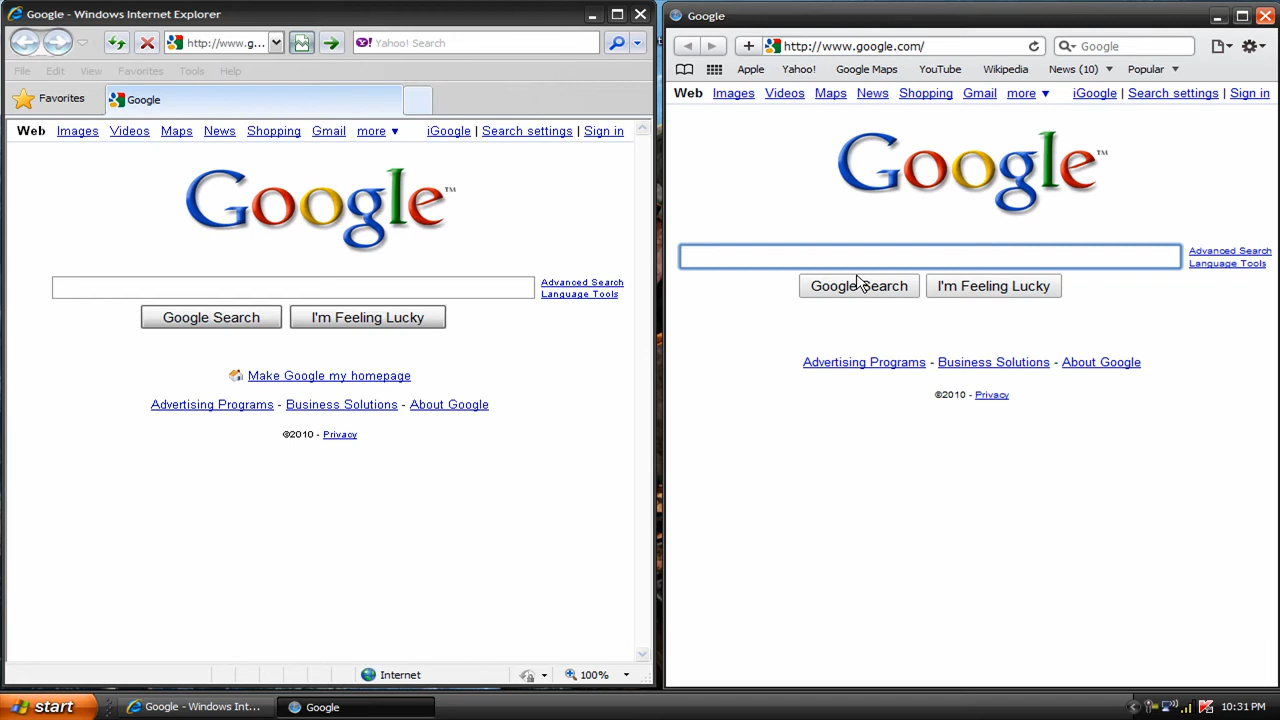 Google - Windows Internet Explorer
http://www.g...
Yahoo! Search
File Edit View Favorites Tools Help
Favorites
Google
Web Images Videos Maps News Shopping Gmail more ▼ iGoogle | Search settings | Sign in
Google™
Advanced Search
Language Tools
Google Search I'm Feeling Lucky
Make Google my homepage
Advertising Programs - Business Solutions - About Google
©2010 - Privacy
Internet
100%
Google
http://www.google.com/
Google
Apple Yahoo! Google Maps YouTube Wikipedia News (10) ▼ Popular ▼
Web Images Videos Maps News Shopping Gmail more ▼ iGoogle | Search settings | Sign in
Google™
Advanced Search
Language Tools
Google Search I'm Feeling Lucky
Advertising Programs - Business Solutions - About Google
©2010 - Privacy
start
Google - Windows Int...
Google
10:31 PM